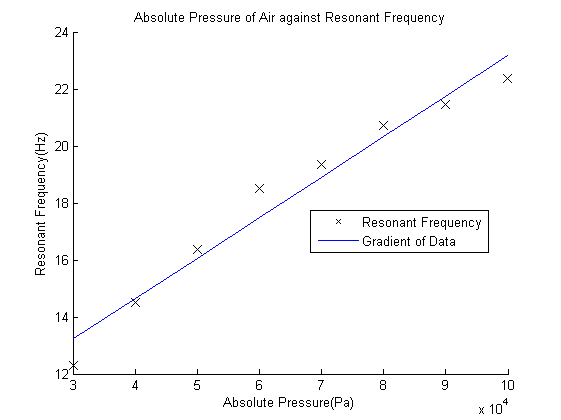 Absolute Pressure of Air against Resonant Frequency
24
22
20
18
16
14
12
Resonant Frequency(Hz)
Resonant Frequency
Gradient of Data
3 4 5 6 7 8 9 10
Absolute Pressure(Pa)
x 10^4